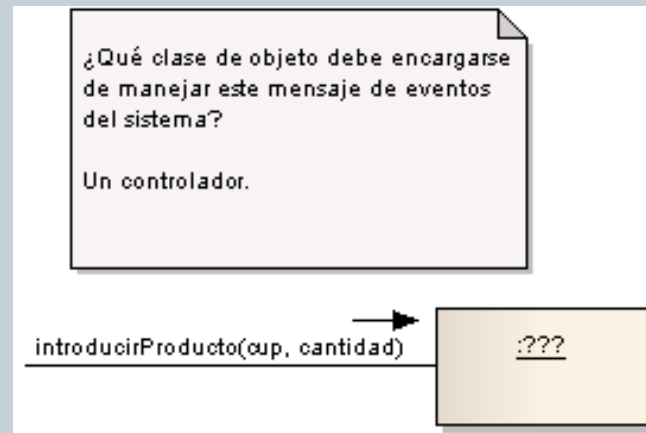 ¿Qué clase de objeto debe encargarse
de manejar este mensaje de eventos
del sistema?
Un controlador.
introducirProducto(cup, cantidad)
:???